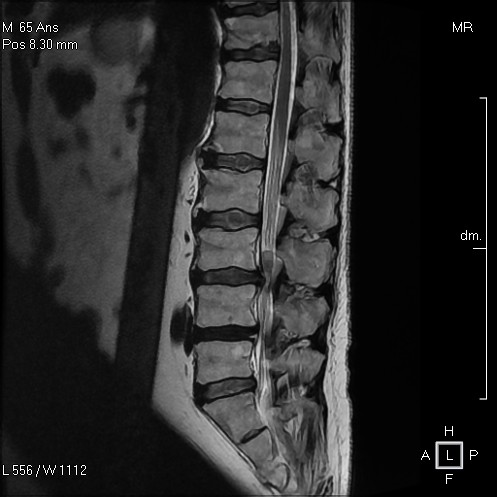 M 65 Ans
Pos 8.30 mm
MR
dm.
H
A L P
F
L 556 / W 1112